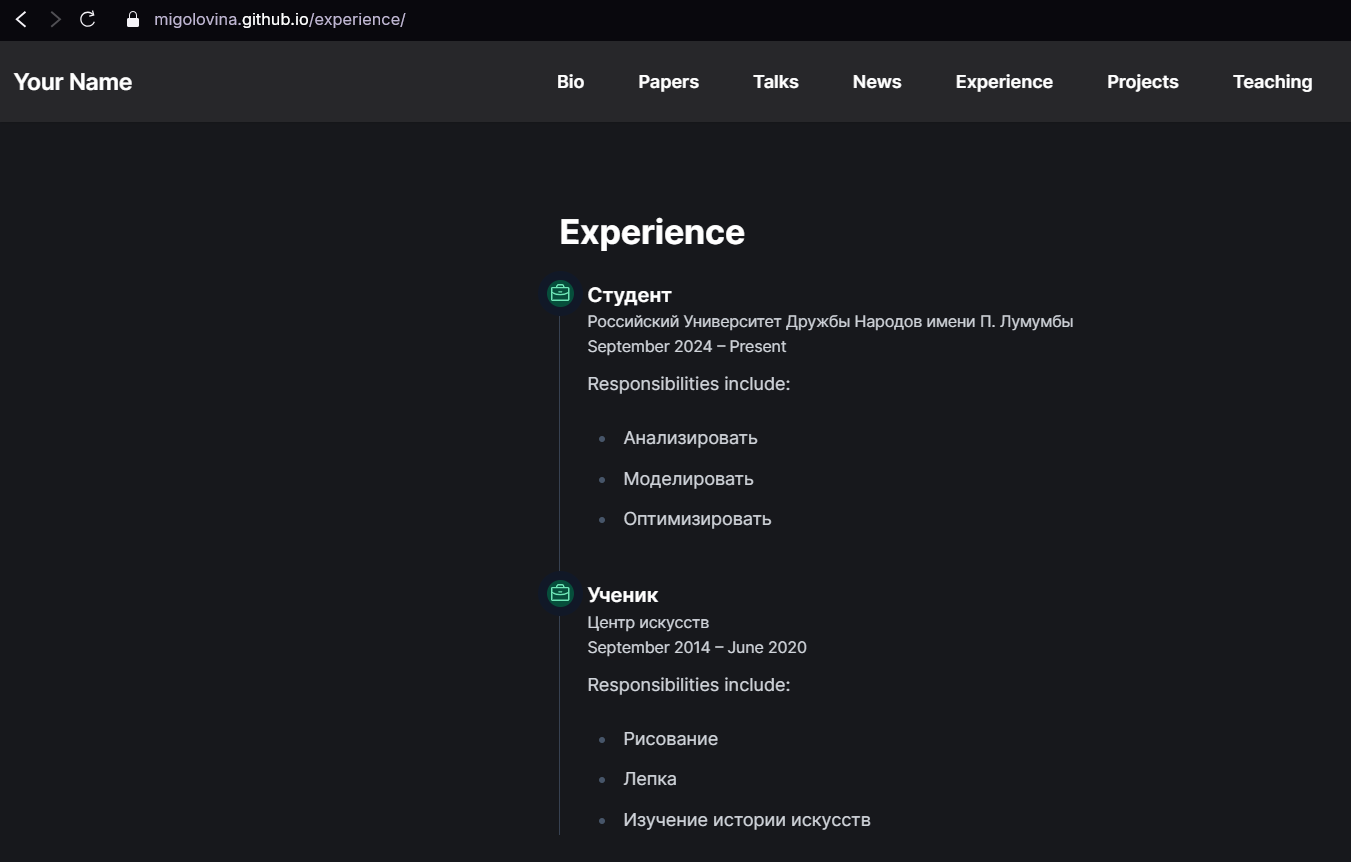 migolovina.github.io/experience/
Your Name
Bio
Papers
Talks
News
Experience
Projects
Teaching
Experience
Студент
Российский Университет Дружбы Народов имени П. Лумумбы
September 2024 – Present
Responsibilities include:
Анализировать
Моделировать
Оптимизировать
Ученик
Центр искусств
September 2014 – June 2020
Responsibilities include:
Рисование
Лепка
Изучение истории искусств